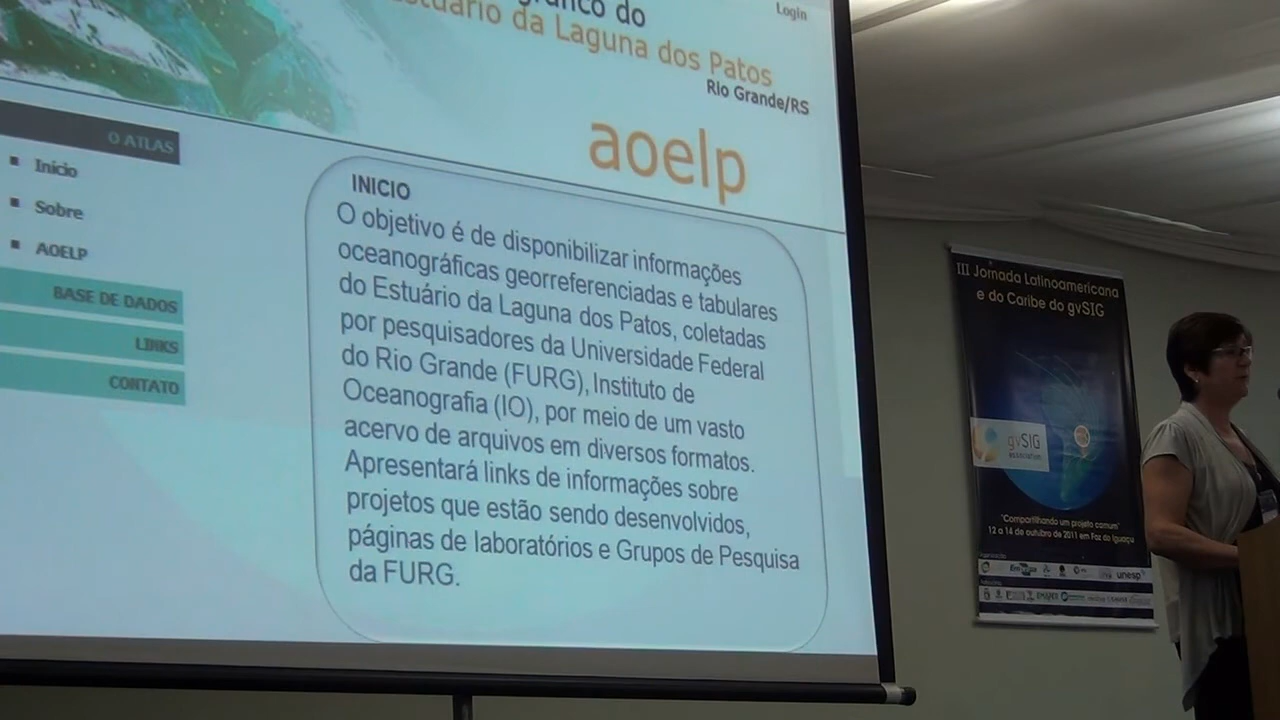 Login
do
Estuário da Laguna dos Patos
Rio Grande/RS
aoelp
O ATLAS
Início
Sobre
AOELP
BASE DE DADOS
LINKS
CONTATO
INICIO
O objetivo é de disponibilizar informações
oceanográficas georreferenciadas e tabulares
do Estuário da Laguna dos Patos, coletadas
por pesquisadores da Universidade Federal
do Rio Grande (FURG), Instituto de
Oceanografia (IO), por meio de um vasto
acervo de arquivos em diversos formatos.
Apresentará links de informações sobre
projetos que estão sendo desenvolvidos,
páginas de laboratórios e Grupos de Pesquisa
da FURG.
III Jornada Latinoamericana
e do Caribe do gvSIG
gvSIG
association
"Compartilhando um projeto comum"
12 a 14 de outubro de 2011 em Foz do Iguaçu
unesp